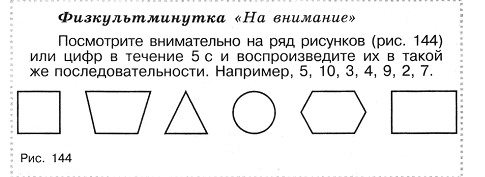 Физкультминутка «На внимание»
Посмотрите внимательно на ряд рисунков (рис. 144)
или цифр в течение 5 с и воспроизведите их в такой
же последовательности. Например, 5, 10, 3, 4, 9, 2, 7.
Рис. 144